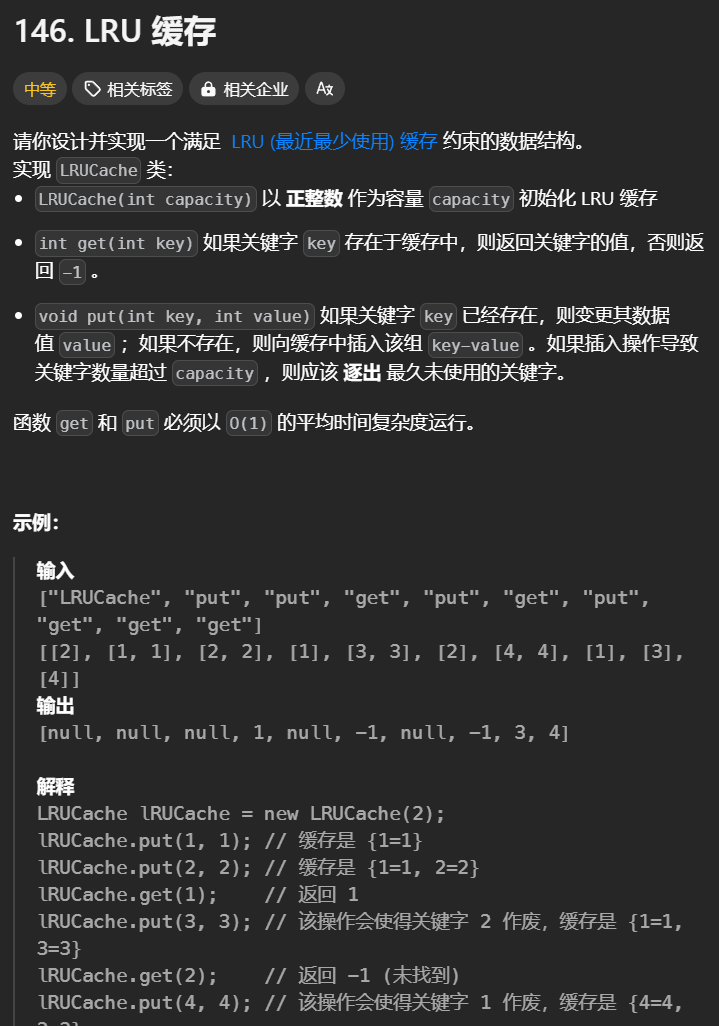 146. LRU 缓存
中等 相关标签 相关企业 Aあ
请你设计并实现一个满足 LRU (最近最少使用) 缓存 约束的数据结构。
实现 LRUCache 类：
• LRUCache(int capacity) 以 正整数 作为容量 capacity 初始化 LRU 缓存
• int get(int key) 如果关键字 key 存在于缓存中，则返回关键字的值，否则返
回 -1 。
• void put(int key, int value) 如果关键字 key 已经存在，则变更其数据
值 value ；如果不存在，则向缓存中插入该组 key-value 。如果插入操作导致
关键字数量超过 capacity ，则应该 逐出 最久未使用的关键字。
函数 get 和 put 必须以 O(1) 的平均时间复杂度运行。
示例：
输入
["LRUCache", "put", "put", "get", "put", "get", "put",
"get", "get", "get"]
[[2], [1, 1], [2, 2], [1], [3, 3], [2], [4, 4], [1], [3],
[4]]
输出
[null, null, null, 1, null, -1, null, -1, 3, 4]
解释
LRUCache lRUCache = new LRUCache(2);
lRUCache.put(1, 1); // 缓存是 {1=1}
lRUCache.put(2, 2); // 缓存是 {1=1, 2=2}
lRUCache.get(1);    // 返回 1
lRUCache.put(3, 3); // 该操作会使得关键字 2 作废，缓存是 {1=1,
3=3}
lRUCache.get(2);    // 返回 -1 (未找到)
lRUCache.put(4, 4); // 该操作会使得关键字 1 作废，缓存是 {4=4,